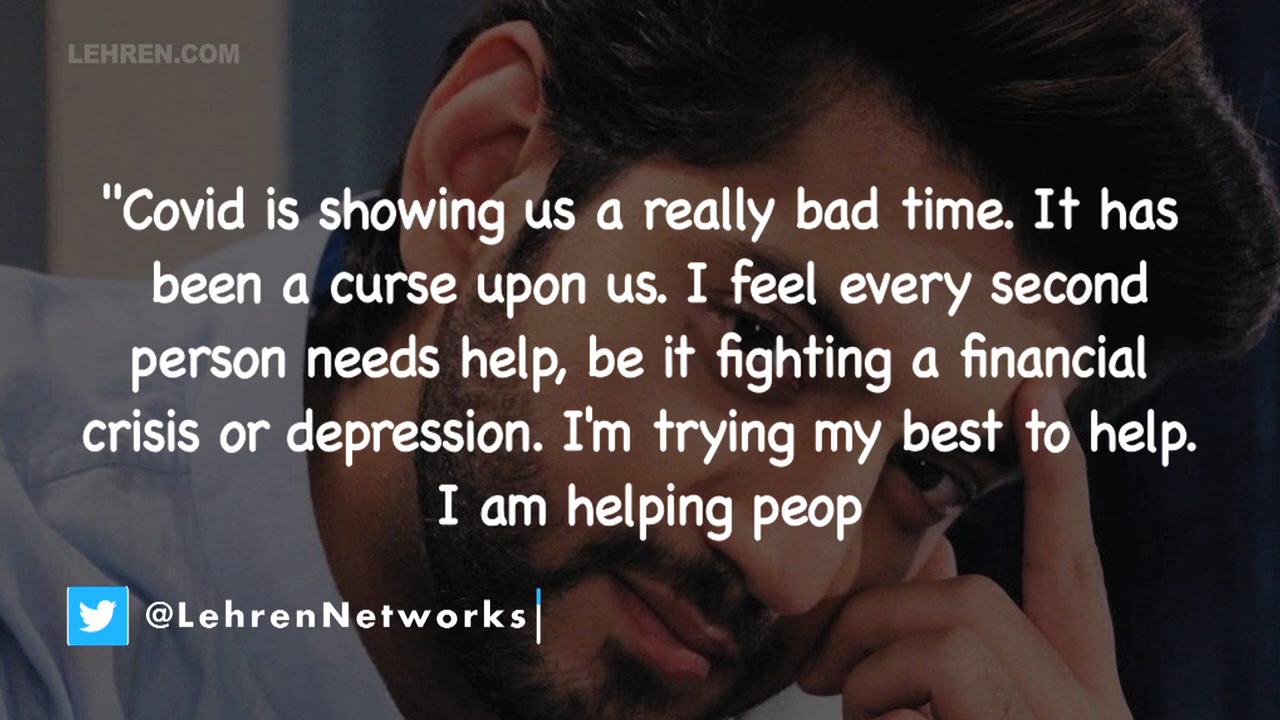 LEHREN.COM
"Covid is showing us a really bad time. It has
been a curse upon us. I feel every second
person needs help, be it fighting a financial
crisis or depression. I'm trying my best to help.
I am helping peop
@LehrenNetworks